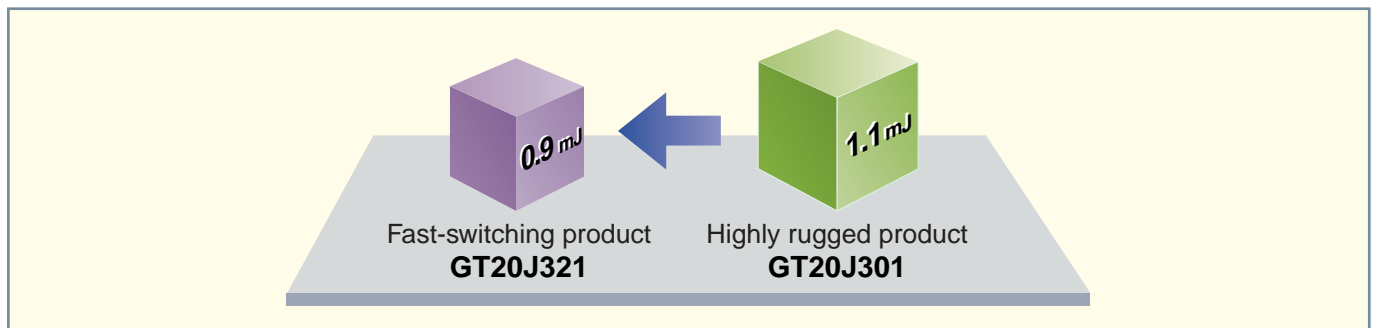 0.9 mJ
1.1 mJ
Fast-switching product
GT20J321
Highly rugged product
GT20J301